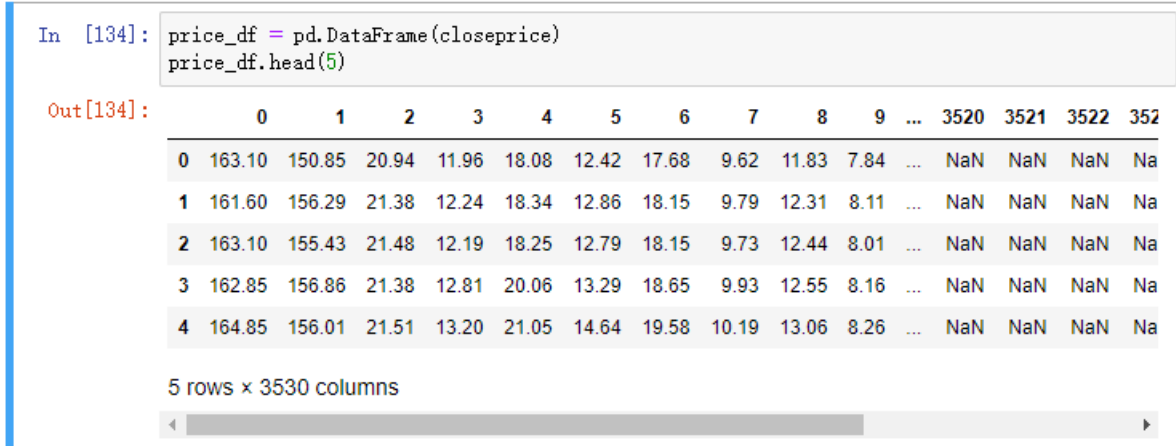 In [134]: price_df = pd.DataFrame(closeprice)
price_df.head(5)
Out[134]:
0 1 2 3 4 5 6 7 8 9 ... 3520 3521 3522 352
0 163.10 150.85 20.94 11.96 18.08 12.42 17.68 9.62 11.83 7.84 ... NaN NaN NaN Na
1 161.60 156.29 21.38 12.24 18.34 12.86 18.15 9.79 12.31 8.11 ... NaN NaN NaN Na
2 163.10 155.43 21.48 12.19 18.25 12.79 18.15 9.73 12.44 8.01 ... NaN NaN NaN Na
3 162.85 156.86 21.38 12.81 20.06 13.29 18.65 9.93 12.55 8.16 ... NaN NaN NaN Na
4 164.85 156.01 21.51 13.20 21.05 14.64 19.58 10.19 13.06 8.26 ... NaN NaN NaN Na
5 rows × 3530 columns